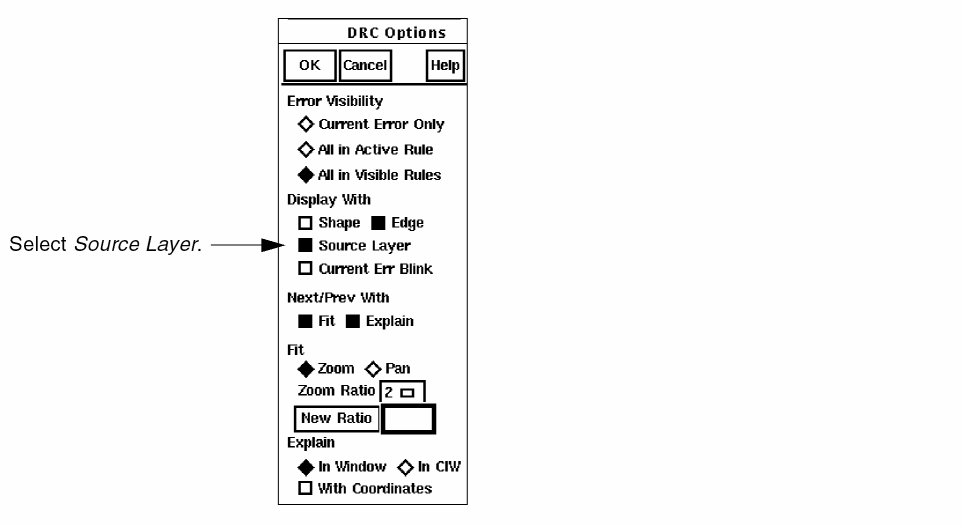 DRC Options
OK Cancel Help
Error Visibility
Current Error Only
All in Active Rule
All in Visible Rules
Display With
Shape Edge
Select Source Layer.
Source Layer
Current Err Blink
Next/Prev With
Fit Explain
Fit
Zoom Pan
Zoom Ratio 2
New Ratio
Explain
In Window In CIW
With Coordinates